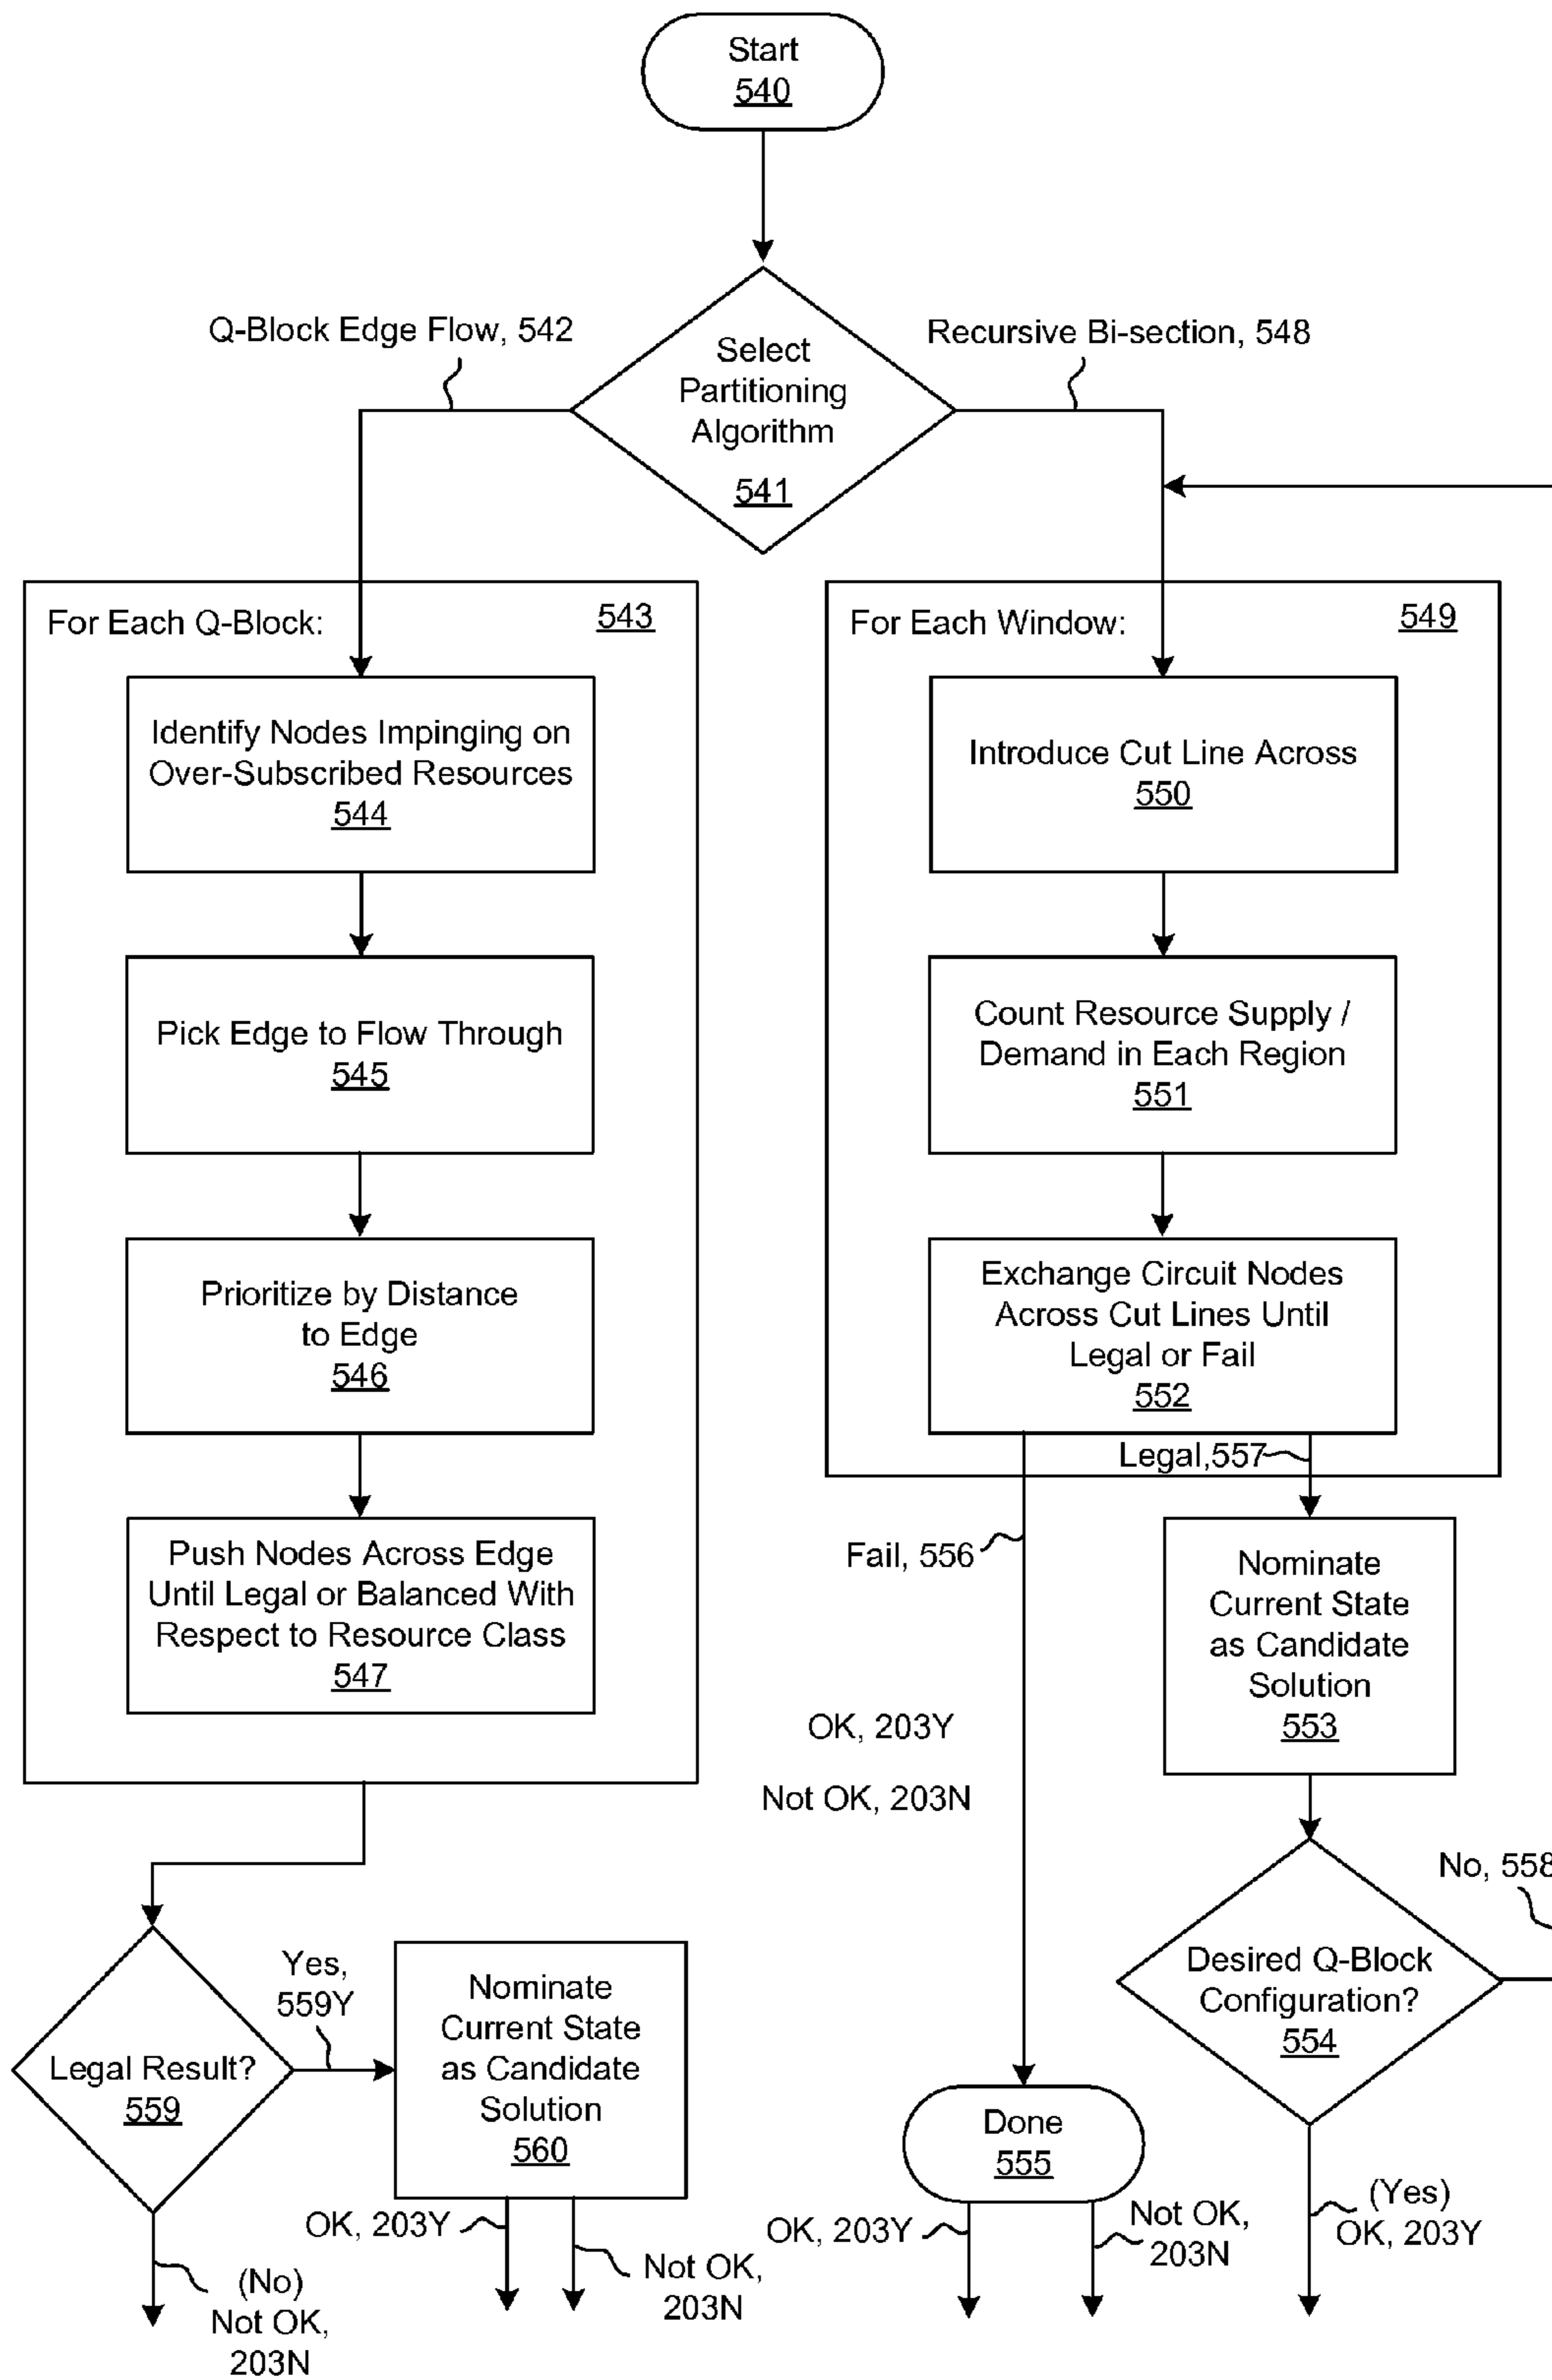 Start
540
Q-Block Edge Flow, 542
Recursive Bi-section, 548
Select
Partitioning
Algorithm
541
For Each Q-Block:
543
Identify Nodes Impinging on
Over-Subscribed Resources
544
Pick Edge to Flow Through
545
Prioritize by Distance
to Edge
546
Push Nodes Across Edge
Until Legal or Balanced With
Respect to Resource Class
547
For Each Window:
549
Introduce Cut Line Across
550
Count Resource Supply /
Demand in Each Region
551
Exchange Circuit Nodes
Across Cut Lines Until
Legal or Fail
552
Legal,557
Fail, 556
Nominate
Current State
as Candidate
Solution
553
OK, 203Y
Not OK, 203N
No, 558
Desired Q-Block
Configuration?
554
Yes,
559Y
Legal Result?
559
Nominate
Current State
as Candidate
Solution
560
Done
555
(No)
Not OK,
203N
OK, 203Y
Not OK,
203N
OK, 203Y
Not OK,
203N
(Yes)
OK, 203Y